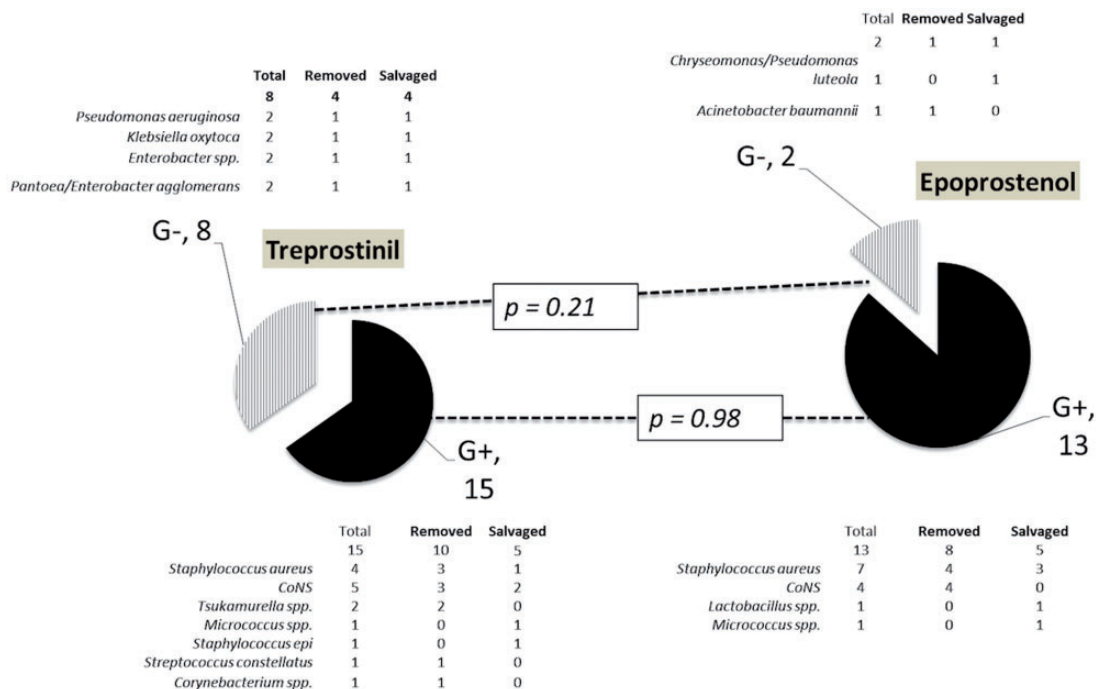 Total Removed Salvaged
8 4 4
Pseudomonas aeruginosa 2 1 1
Klebsiella oxytoca 2 1 1
Enterobacter spp. 2 1 1
Pantoea/Enterobacter agglomerans 2 1 1
Total Removed Salvaged
2 1 1
Chryseomonas/Pseudomonas
luteola 1 0 1
Acinetobacter baumannii 1 1 0
G-, 8
Treprostinil
G-, 2
Epoprostenol
p = 0.21
p = 0.98
G+,
15
G+,
13
Total Removed Salvaged
15 10 5
Staphylococcus aureus 4 3 1
CoNS 5 3 2
Tsukamurella spp. 2 2 0
Micrococcus spp. 1 0 1
Staphylococcus epi 1 0 1
Streptococcus constellatus 1 1 0
Corynebacterium spp. 1 1 0
Total Removed Salvaged
13 8 5
Staphylococcus aureus 7 4 3
CoNS 4 4 0
Lactobacillus spp. 1 0 1
Micrococcus spp. 1 0 1